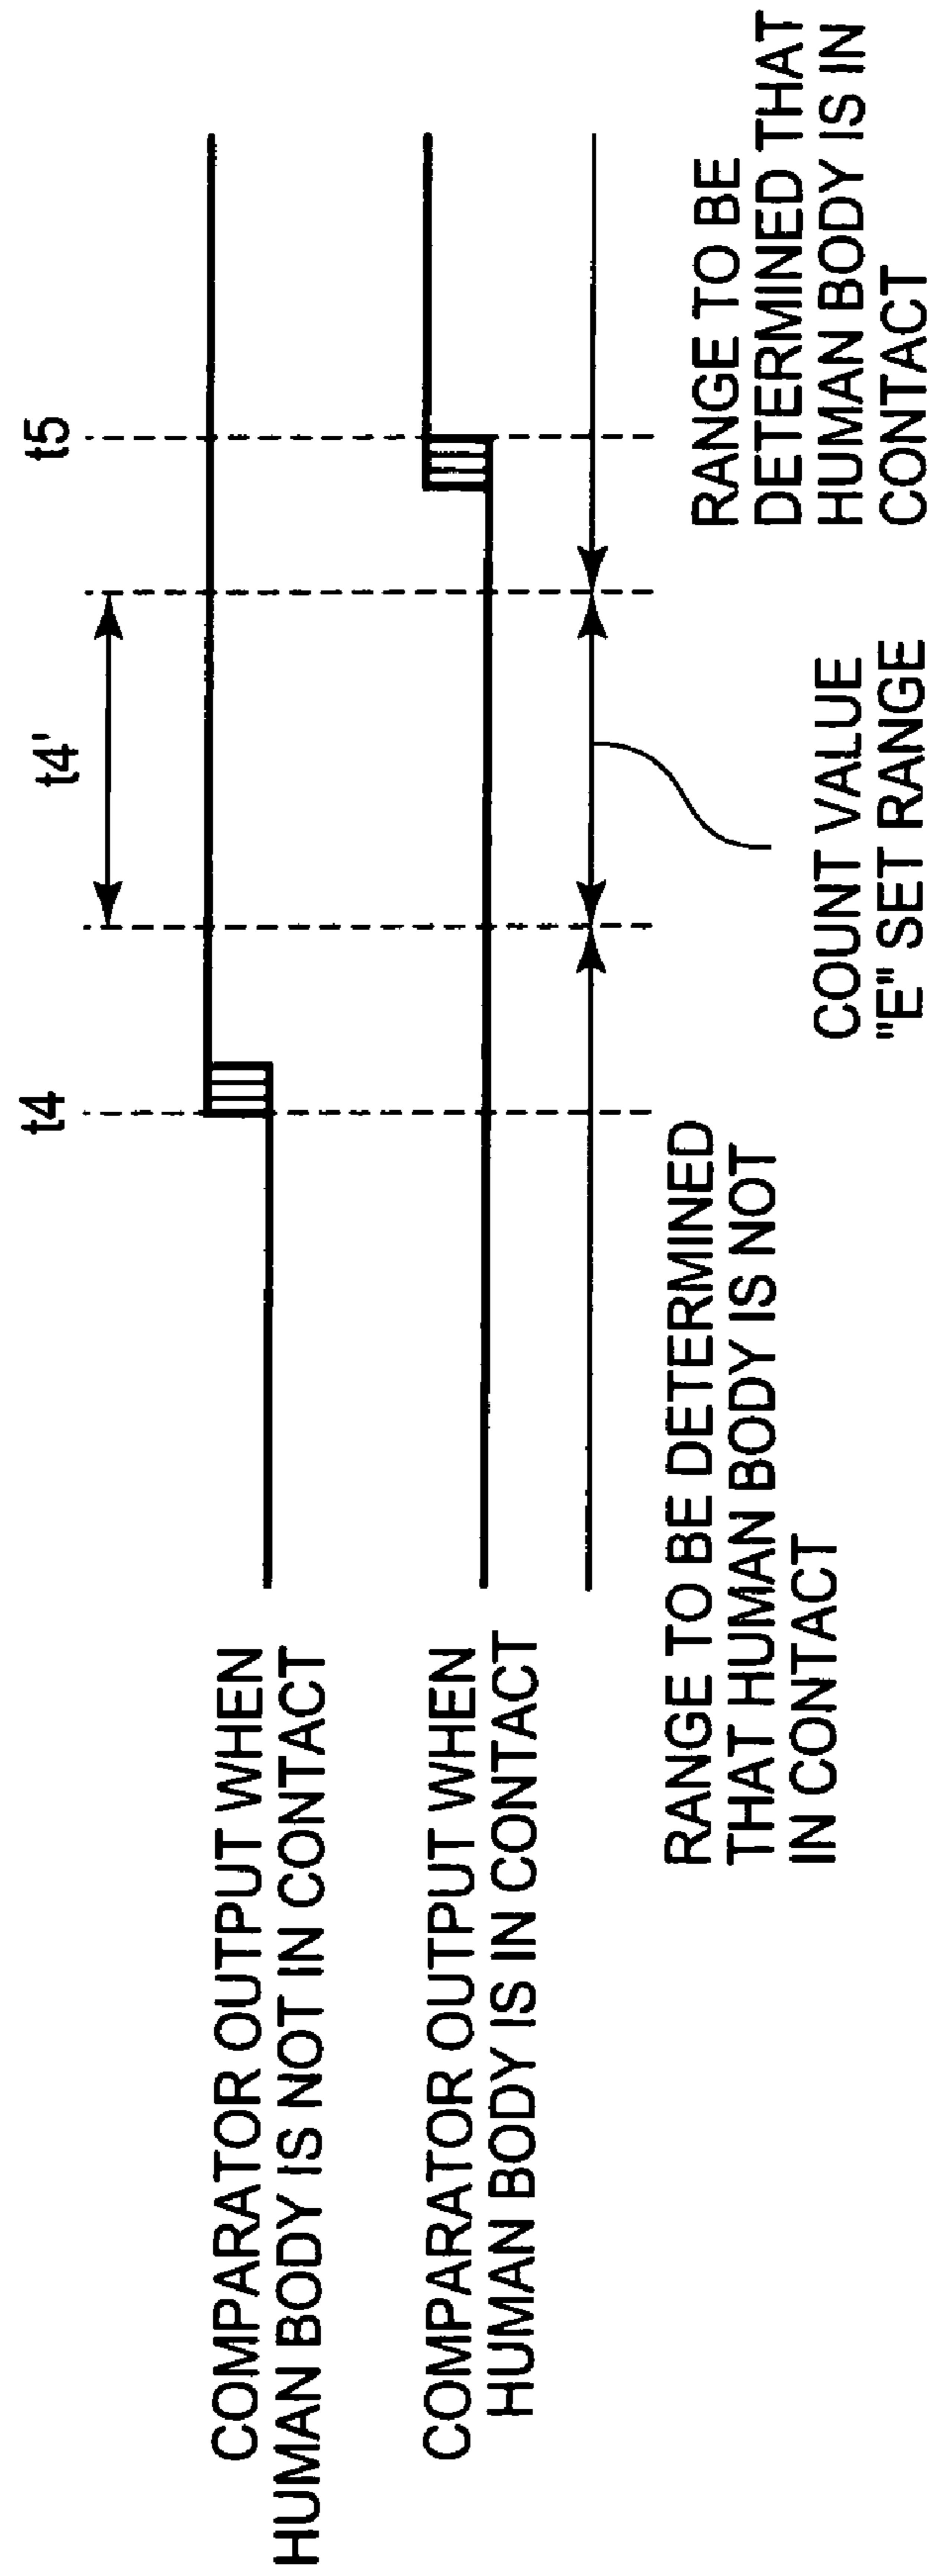 t4
t4'
t5
COMPARATOR OUTPUT WHEN
HUMAN BODY IS NOT IN CONTACT
COMPARATOR OUTPUT WHEN
HUMAN BODY IS IN CONTACT
RANGE TO BE DETERMINED
THAT HUMAN BODY IS NOT
IN CONTACT
COUNT VALUE
"E" SET RANGE
RANGE TO BE
DETERMINED THAT
HUMAN BODY IS IN
CONTACT